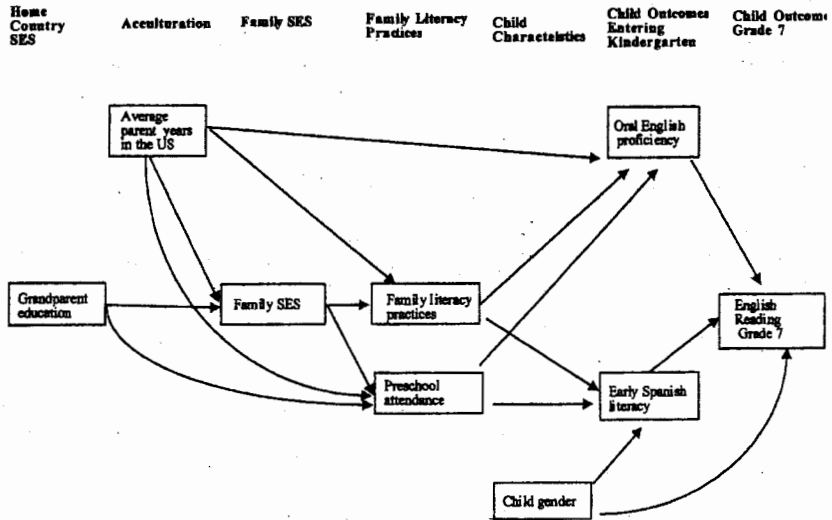 Home
Country
SES
Acculturation
Family SES
Family Literacy
Practices
Child
Characteristics
Child Outcomes
Entering
Kindergarten
Child Outcome
Grade 7
Average
parent years
in the US
Oral English
proficiency
Grandparent
education
Family SES
Family literacy
practices
English
Reading
Grade 7
Preschool
attendance
Early Spanish
literacy
Child gender